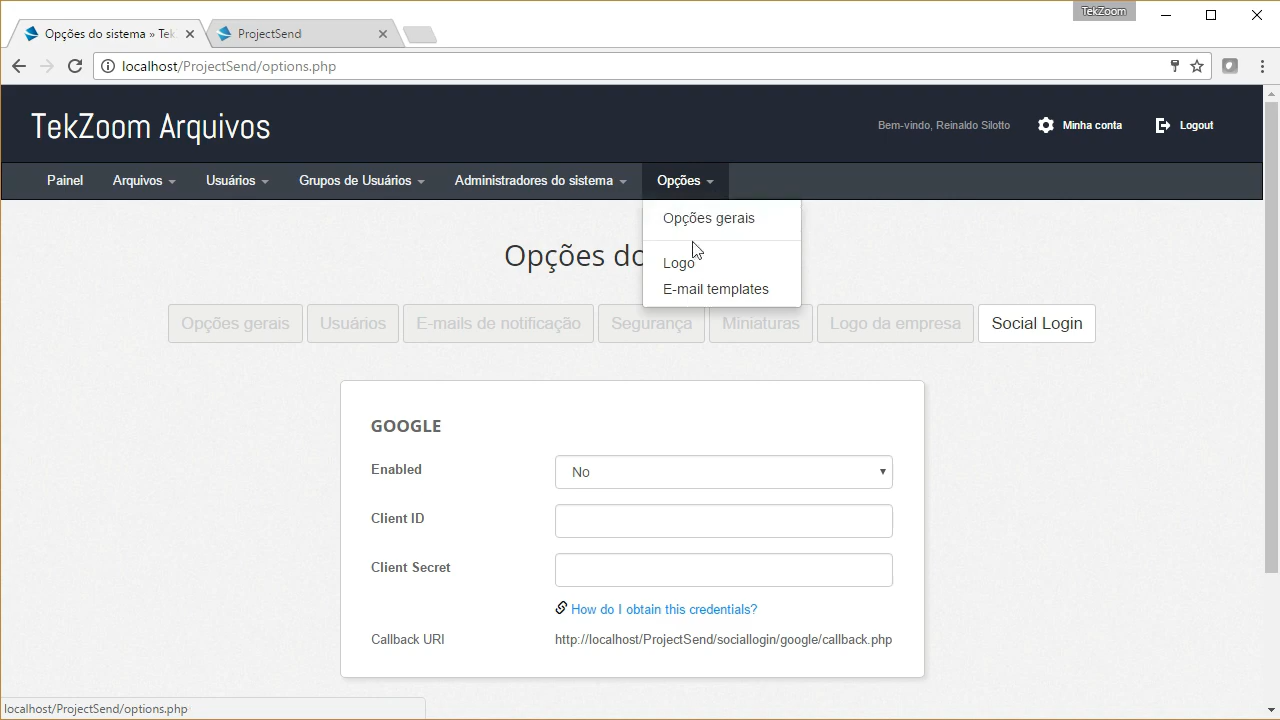 TekZoom
Opções do sistema » Tek
ProjectSend
localhost/ProjectSend/options.php
TekZoom Arquivos
Bem-vindo, Reinaldo Silotto
Minha conta
Logout
Painel
Arquivos
Usuários
Grupos de Usuários
Administradores do sistema
Opções
Opções gerais
Logo
E-mail templates
Opções do
Opções gerais
Usuários
E-mails de notificação
Segurança
Miniaturas
Logo da empresa
Social Login
GOOGLE
Enabled
No
Client ID
Client Secret
How do I obtain this credentials?
Callback URI
http://localhost/ProjectSend/sociallogin/google/callback.php
localhost/ProjectSend/options.php